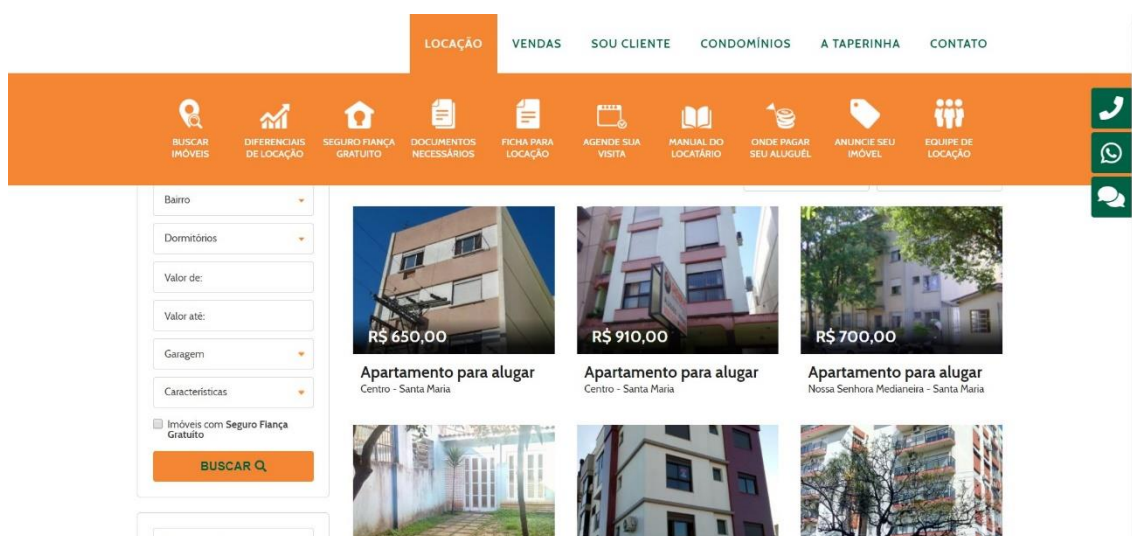 LOCAÇÃO
VENDAS
SOU CLIENTE
CONDOMÍNIOS
A TAPERINHA
CONTATO
BUSCAR
IMÓVEIS
DIFERENCIAIS
DE LOCAÇÃO
SEGURO FIANÇA
GRATUITO
DOCUMENTOS
NECESSÁRIOS
FICHA PARA
LOCAÇÃO
AGENDE SUA
VISITA
MANUAL DO
LOCATÁRIO
ONDE PAGAR
SEU ALUGUÉL
ANUNCIE SEU
IMÓVEL
EQUIPE DE
LOCAÇÃO
Bairro
Dormitórios
Valor de:
Valor até:
Garagem
Características
Imóveis com Seguro Fiança
Gratuito
BUSCAR
R$ 650,00
Apartamento para alugar
Centro - Santa Maria
R$ 910,00
Apartamento para alugar
Centro - Santa Maria
R$ 700,00
Apartamento para alugar
Nossa Senhora Medianeira - Santa Maria